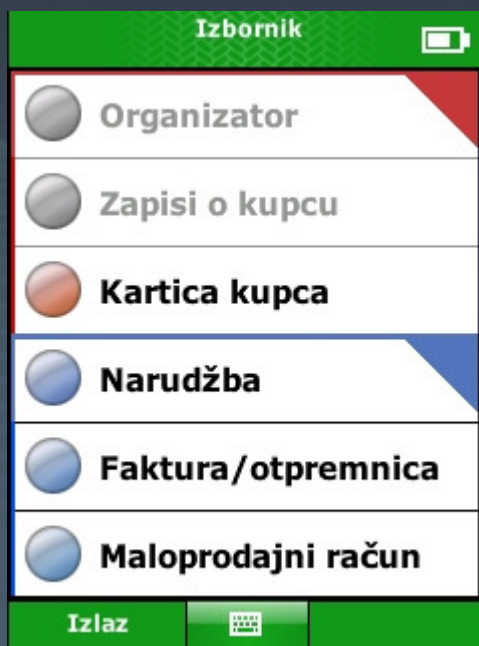 Izbornik
Organizator
Zapisi o kupcu
Kartica kupca
Narudžba
Faktura/otpremnica
Maloprodajni račun
Izlaz